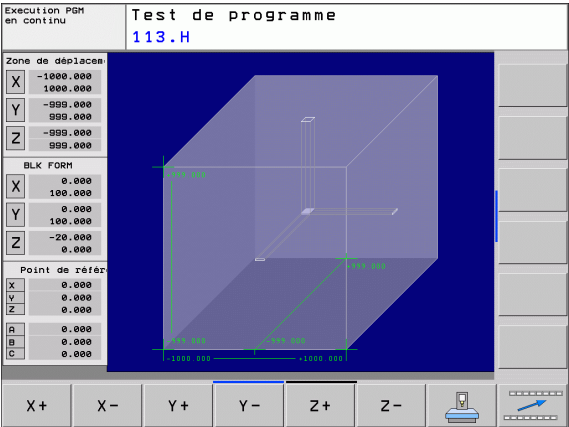 Execution PGM
en continu
Test de programme
113.H
Zone de déplacem
X -1000.000
1000.000
Y -999.000
999.000
Z -999.000
999.000
BLK FORM
X 0.000
100.000
Y 0.000
100.000
Z -20.000
0.000
Point de référ
X 0.000
Y 0.000
Z 0.000
A 0.000
B 0.000
C 0.000
+999.000
+999.000
-999.000
-999.000
-1000.000
+1000.000
X+ X- Y+ Y- Z+ Z-